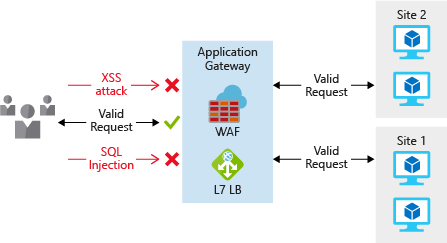 XSS
attack
Valid
Request
SQL
Injection
Application
Gateway
WAF
L7 LB
Valid
Request
Valid
Request
Site 2
Site 1